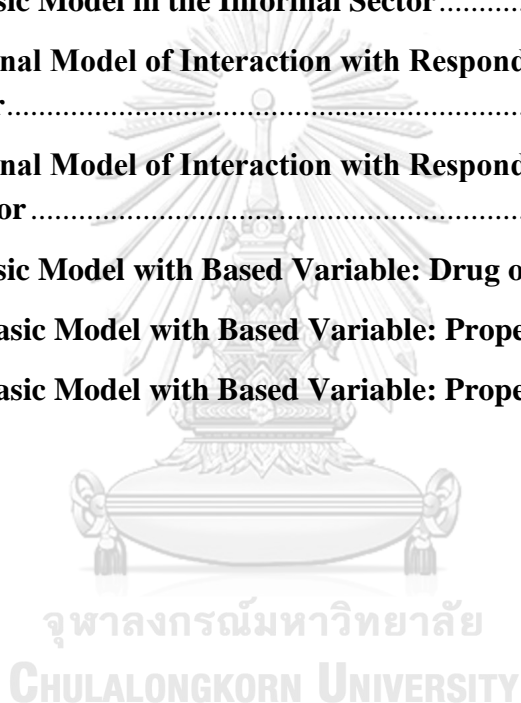 sic Model in the Informal Sector................
nal Model of Interaction with Respond
r................................................................
nal Model of Interaction with Respond
or............................................................
sic Model with Based Variable: Drug o
asic Model with Based Variable: Prope
asic Model with Based Variable: Prope
จุฬาลงกรณ์มหาวิทยาลัย
CHULALONGKORN UNIVERSITY